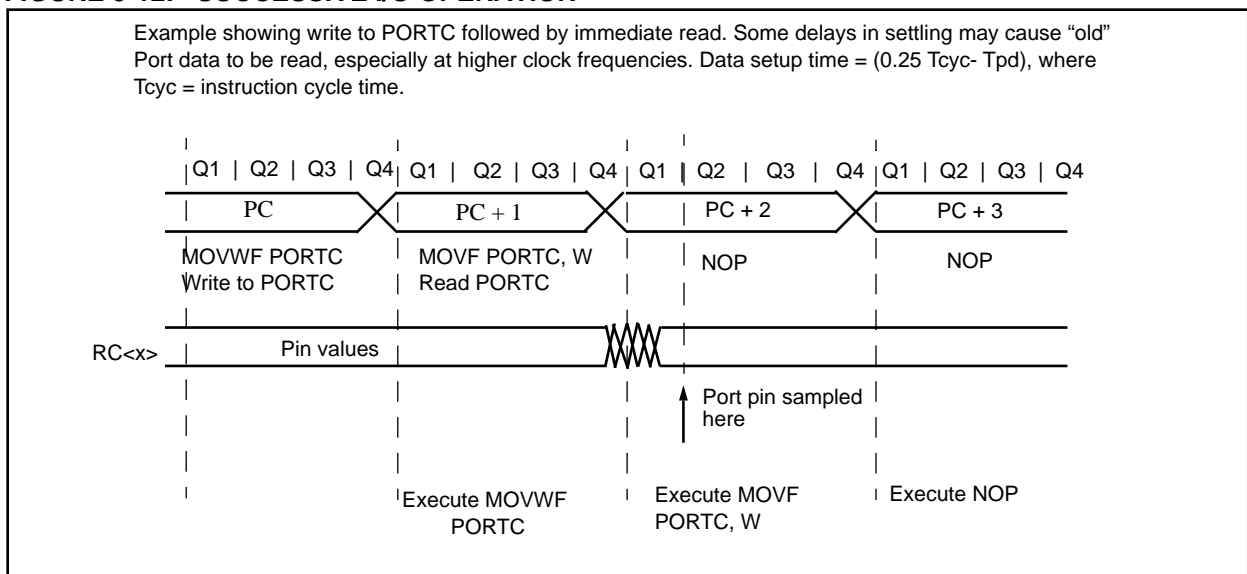 Example showing write to PORTC followed by immediate read. Some delays in settling may cause “old”
Port data to be read, especially at higher clock frequencies. Data setup time = (0.25 Tcyc- Tpd), where
Tcyc = instruction cycle time.
Q1 | Q2 | Q3 | Q4 Q1 | Q2 | Q3 | Q4 Q1 | Q2 | Q3 | Q4 Q1 | Q2 | Q3 | Q4
PC PC + 1 PC + 2 PC + 3
MOVWF PORTC MOVF PORTC, W NOP NOP
Write to PORTC Read PORTC
RC<x> Pin values
Port pin sampled
here
Execute MOVWF Execute MOVF Execute NOP
PORTC PORTC, W